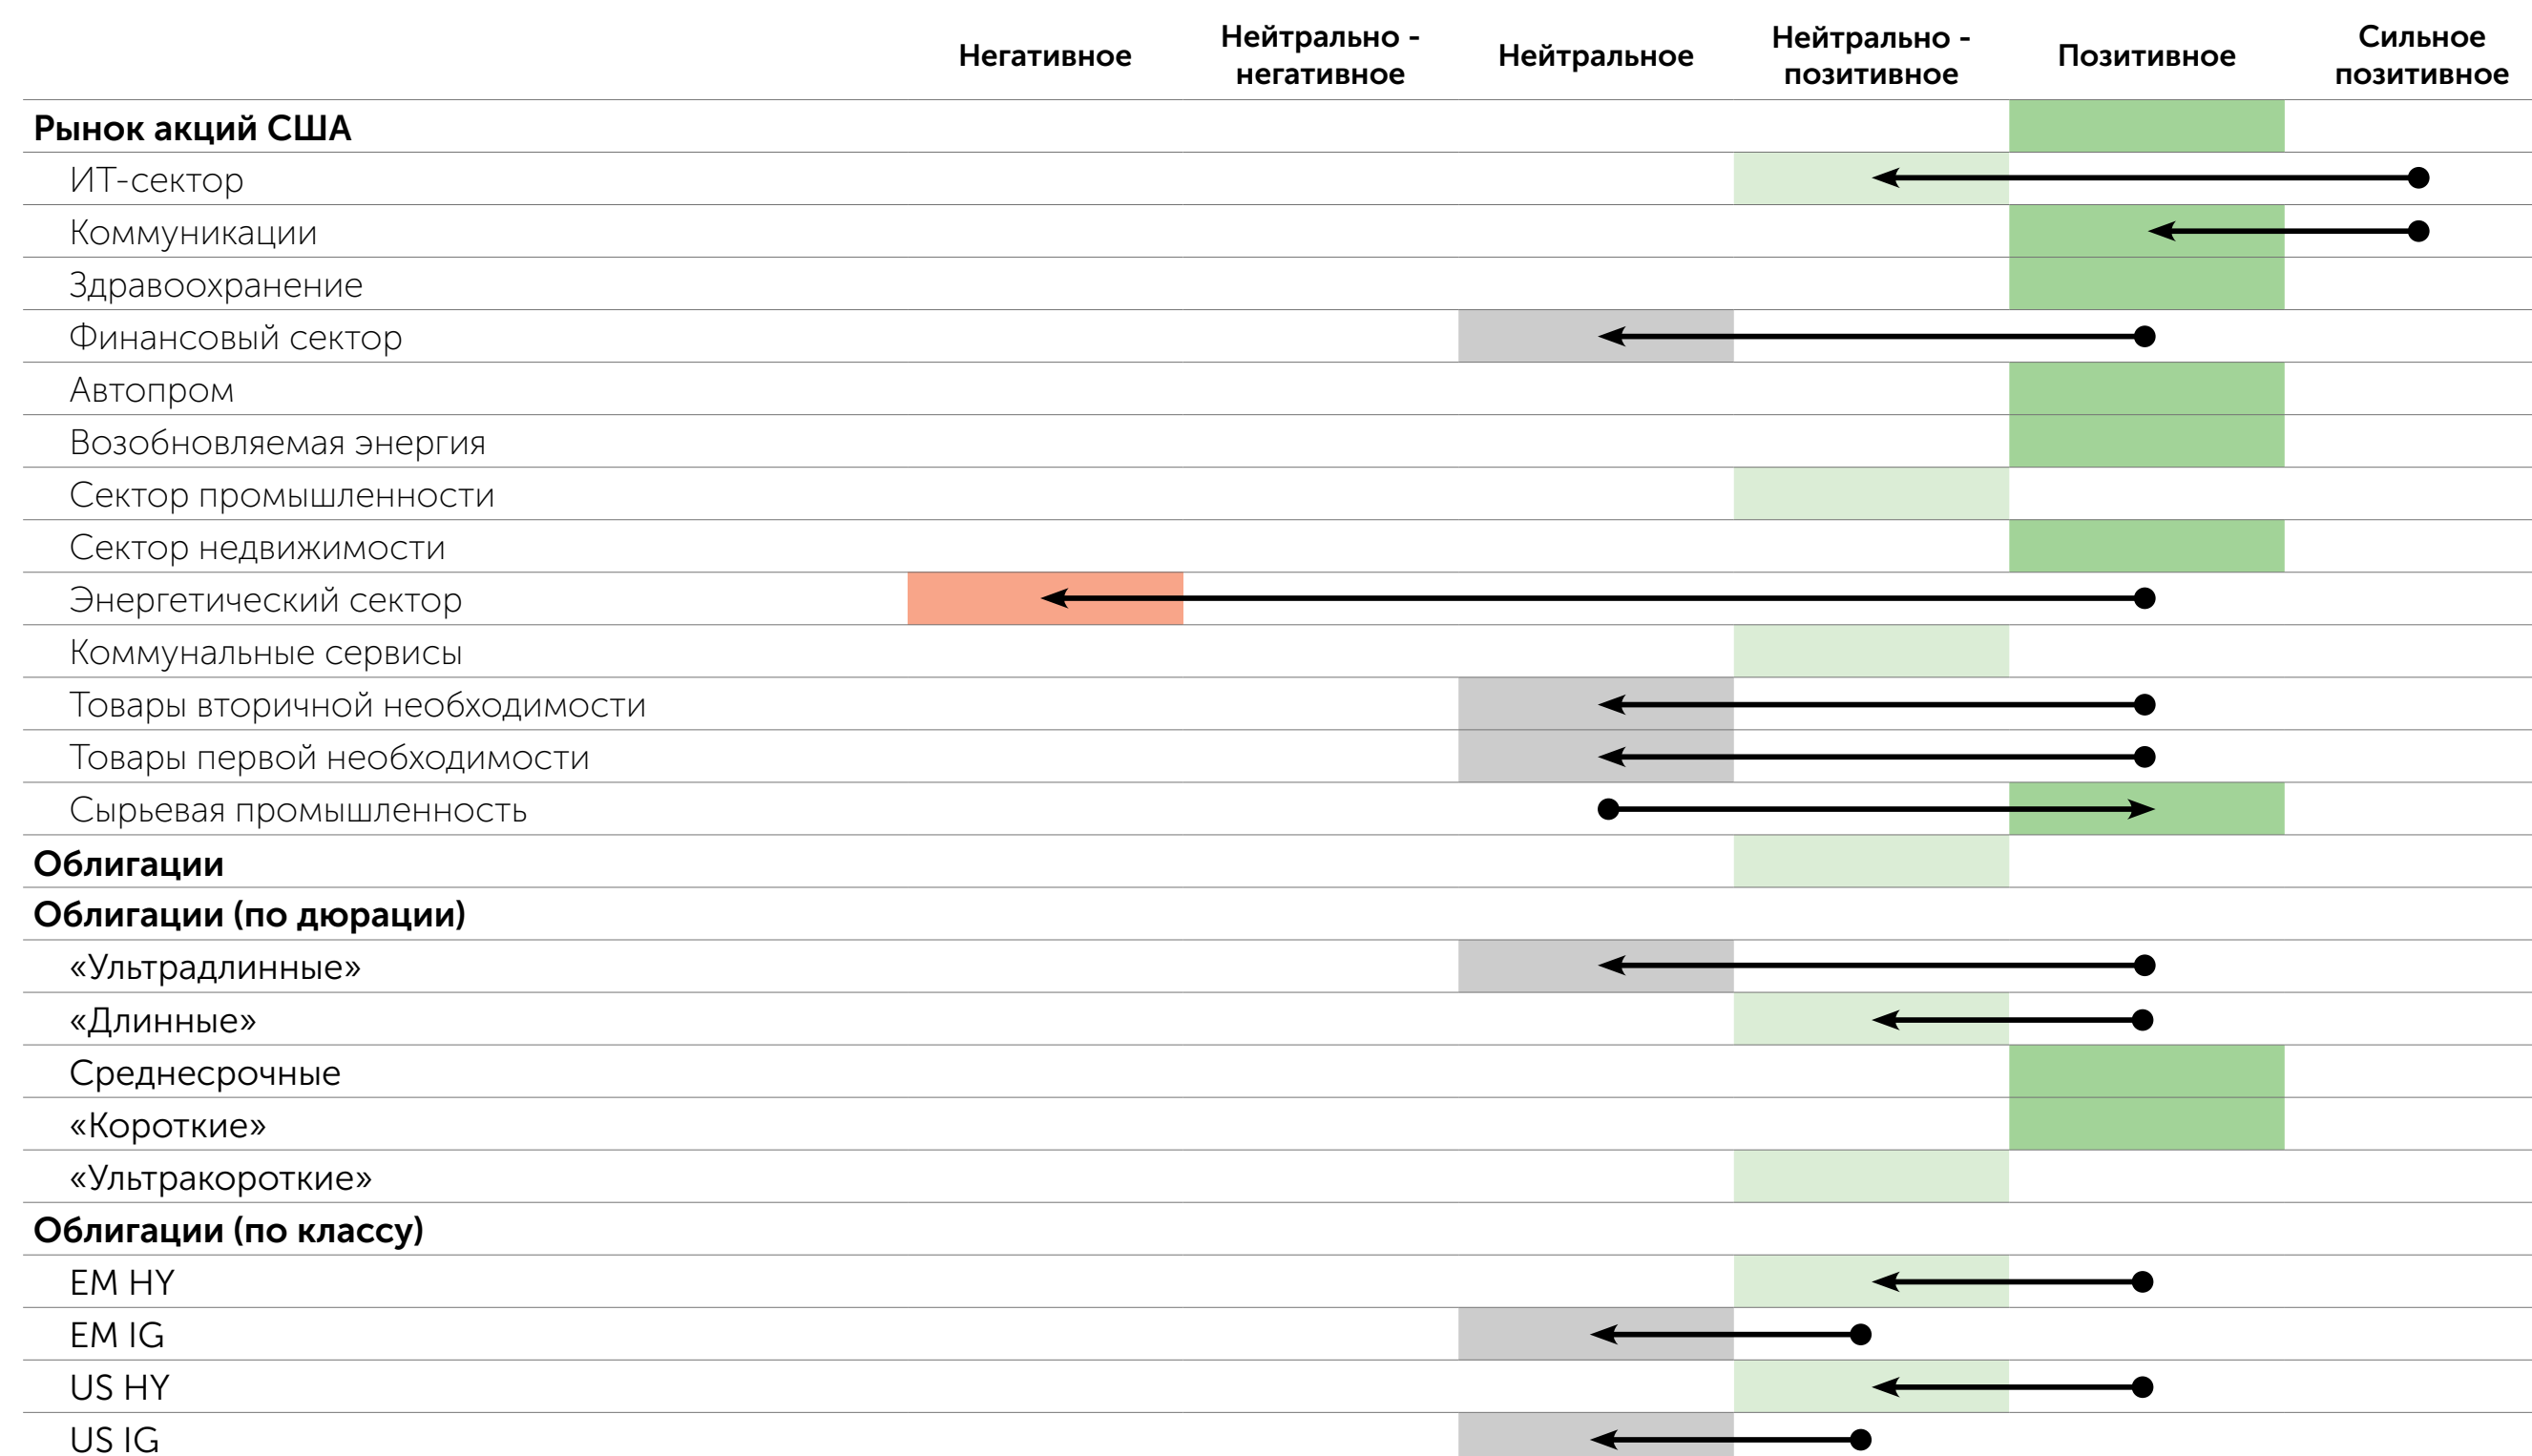 Негативное
Нейтрально -
негативное
Нейтральное
Нейтрально -
позитивное
Позитивное
Сильное
позитивное
Рынок акций США
ИТ-сектор
Коммуникации
Здравоохранение
Финансовый сектор
Автопром
Возобновляемая энергия
Сектор промышленности
Сектор недвижимости
Энергетический сектор
Коммунальные сервисы
Товары вторичной необходимости
Товары первой необходимости
Сырьевая промышленность
Облигации
Облигации (по дюрации)
«Ультрадлинные»
«Длинные»
Среднесрочные
«Короткие»
«Ультракороткие»
Облигации (по классу)
EM HY
EM IG
US HY
US IG